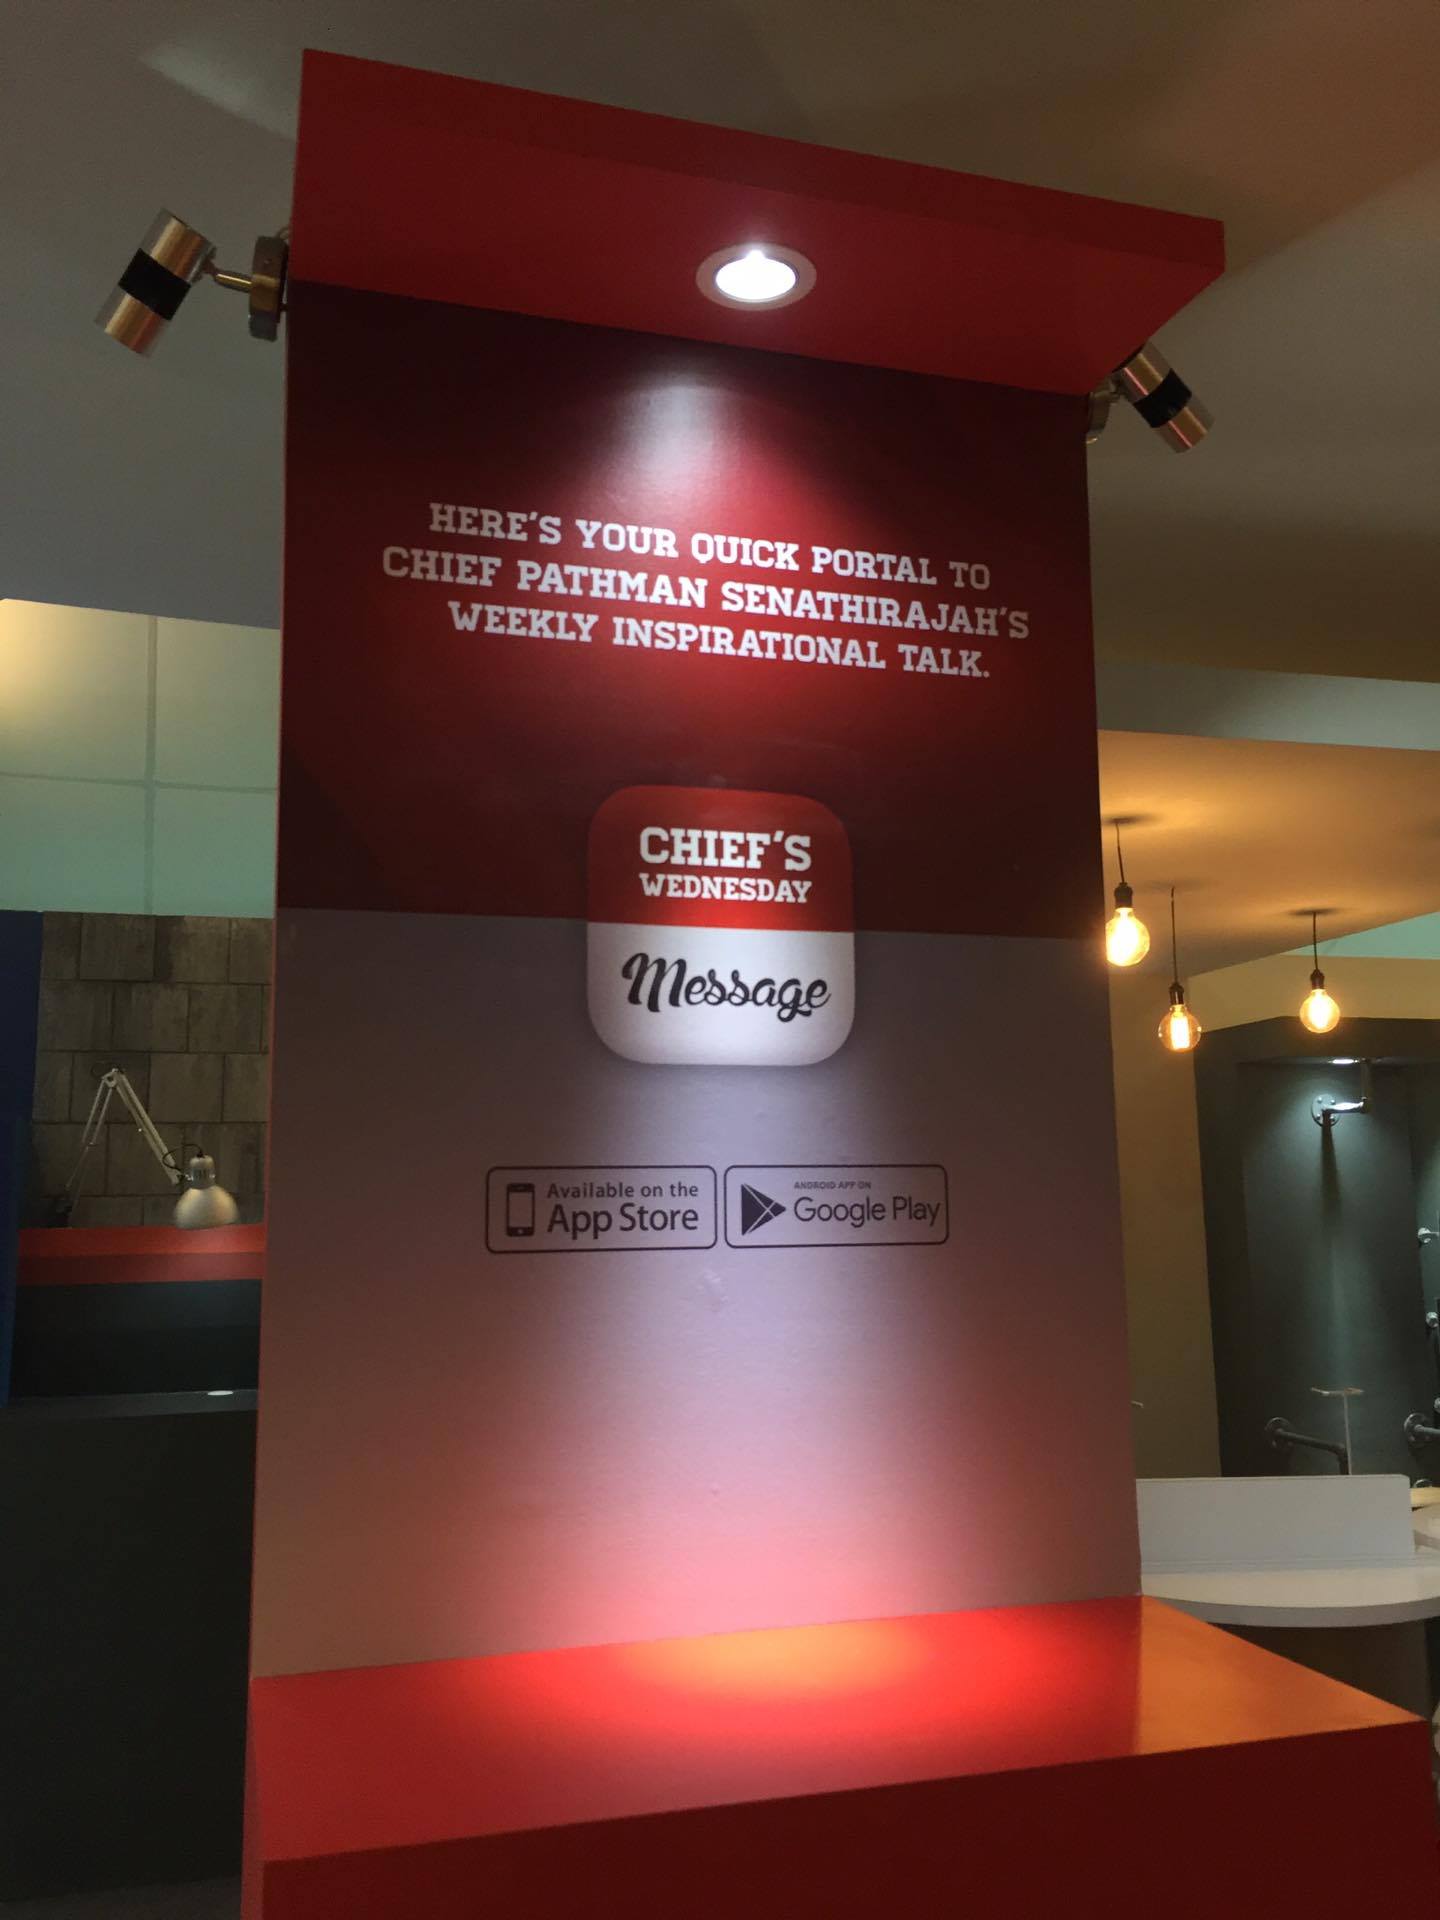 HERE'S YOUR QUICK PORTAL TO
CHIEF PATHMAN SENATHIRAJAH'S
WEEKLY INSPIRATIONAL TALK.
CHIEF'S
WEDNESDAY
Message
Available on the
App Store
ANDROID APP ON
Google Play